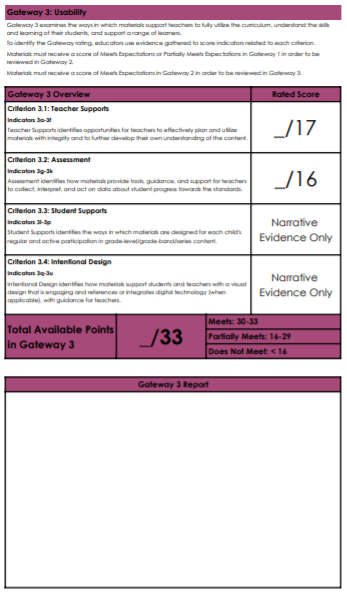 Gateway 3: Usability
Gateway 3 examines the ways in which materials support teachers to fully utilize the curriculum, understand the skills
and learning of their students, and support a range of learners.
To identify the Gateway rating, educators use evidence gathered to score indicators related to each criterion.
Materials must receive a score of Meets Expectations or Partially Meets Expectations in Gateway 1 in order to be
reviewed in Gateway 2.
Materials must receive a score of Meets Expectations in Gateway 2 in order to be reviewed in Gateway 3.
Gateway 3 Overview
Rated Score
Criterion 3.1: Teacher Supports
Indicators 3a-3f
Teacher Supports identifies opportunities for teachers to effectively plan and utilize
materials with integrity and to further develop their own understanding of the content.
_/17
Criterion 3.2: Assessment
Indicators 3g-3k
Assessment identifies how materials provide tools, guidance, and support for teachers
to collect, interpret, and act on data about student progress towards the standards.
_/16
Criterion 3.3: Student Supports
Indicators 3l-3p
Student Supports identifies the ways in which materials are designed for each child's
regular and active participation in grade-level/grade-band/series content.
Narrative
Evidence Only
Criterion 3.4: Intentional Design
Indicators 3q-3u
Intentional Design identifies how materials support students and teachers with a visual
design that is engaging and references or integrates digital technology (when
applicable), with guidance for teachers.
Narrative
Evidence Only
Total Available Points
in Gateway 3
_/33
Meets: 30-33
Partially Meets: 16-29
Does Not Meet: < 16
Gateway 3 Report